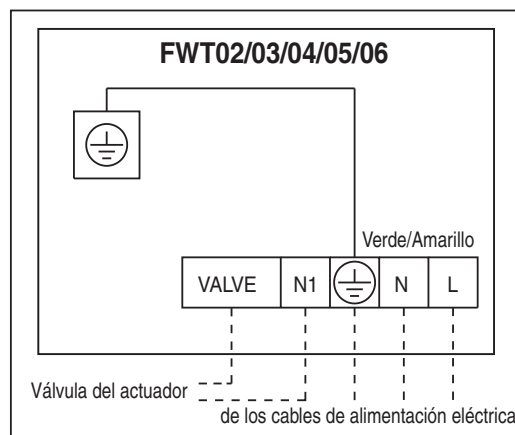 FWT02/03/04/05/06
Verde/Amarillo
VALVE N1 N L
Válvula del actuador
de los cables de alimentación eléctrica